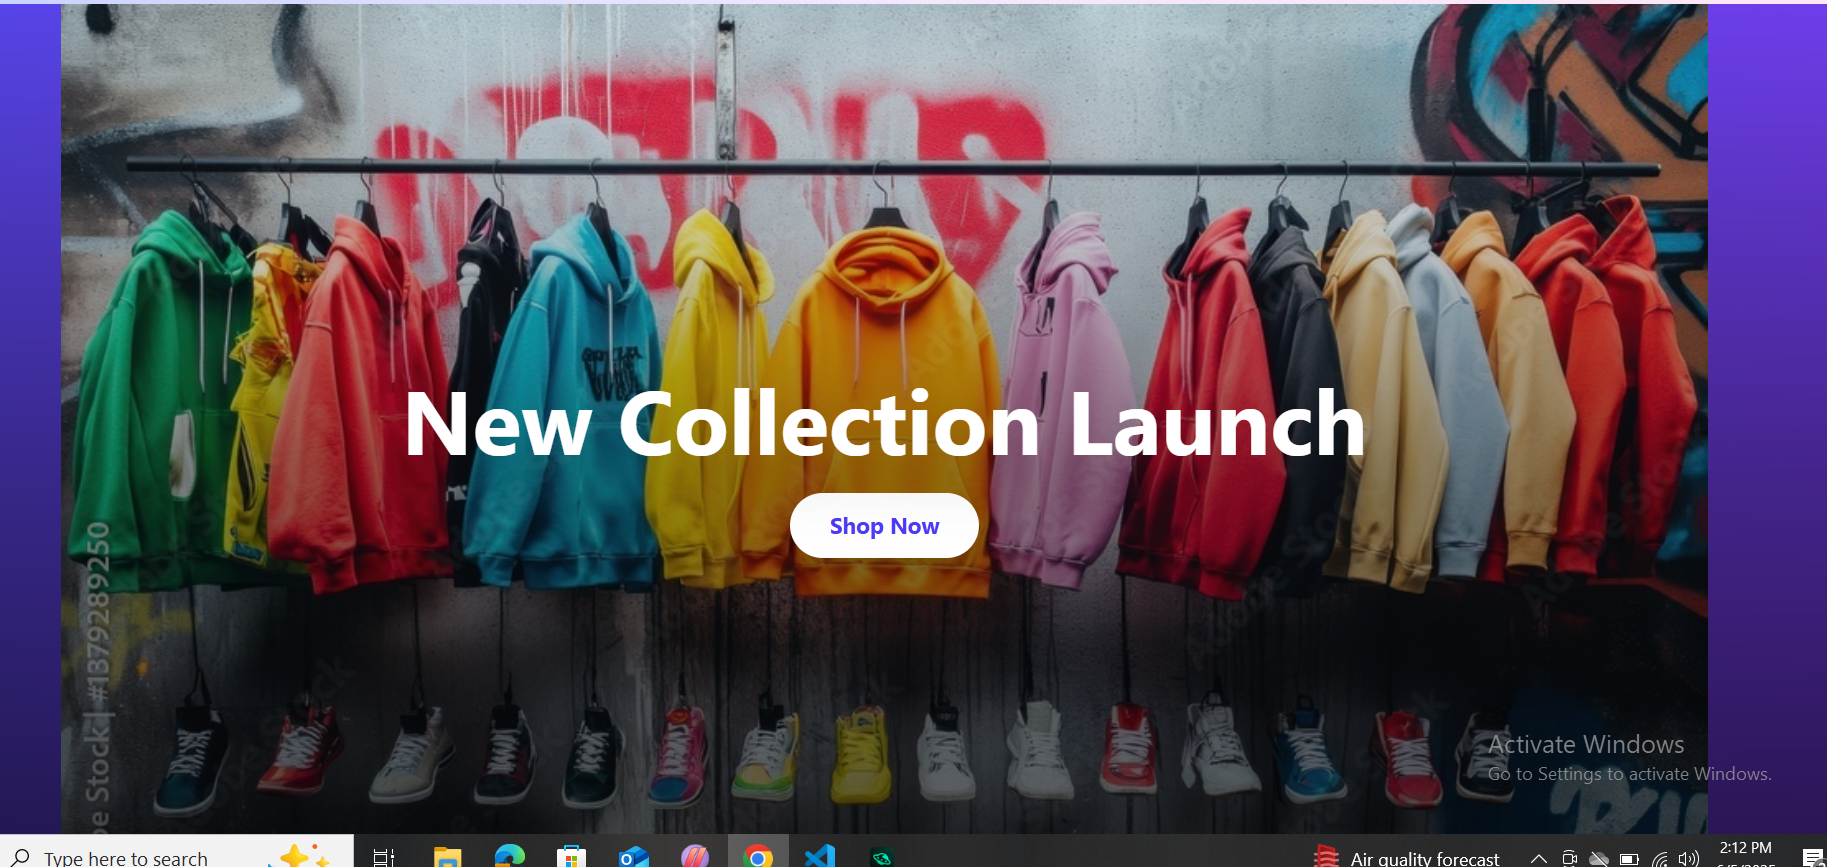 New Collection Launch
Shop Now
Adobe Stock | #1379289250
Activate Windows
Go to Settings to activate Windows.
Type here to search
Air quality forecast
2:12 PM